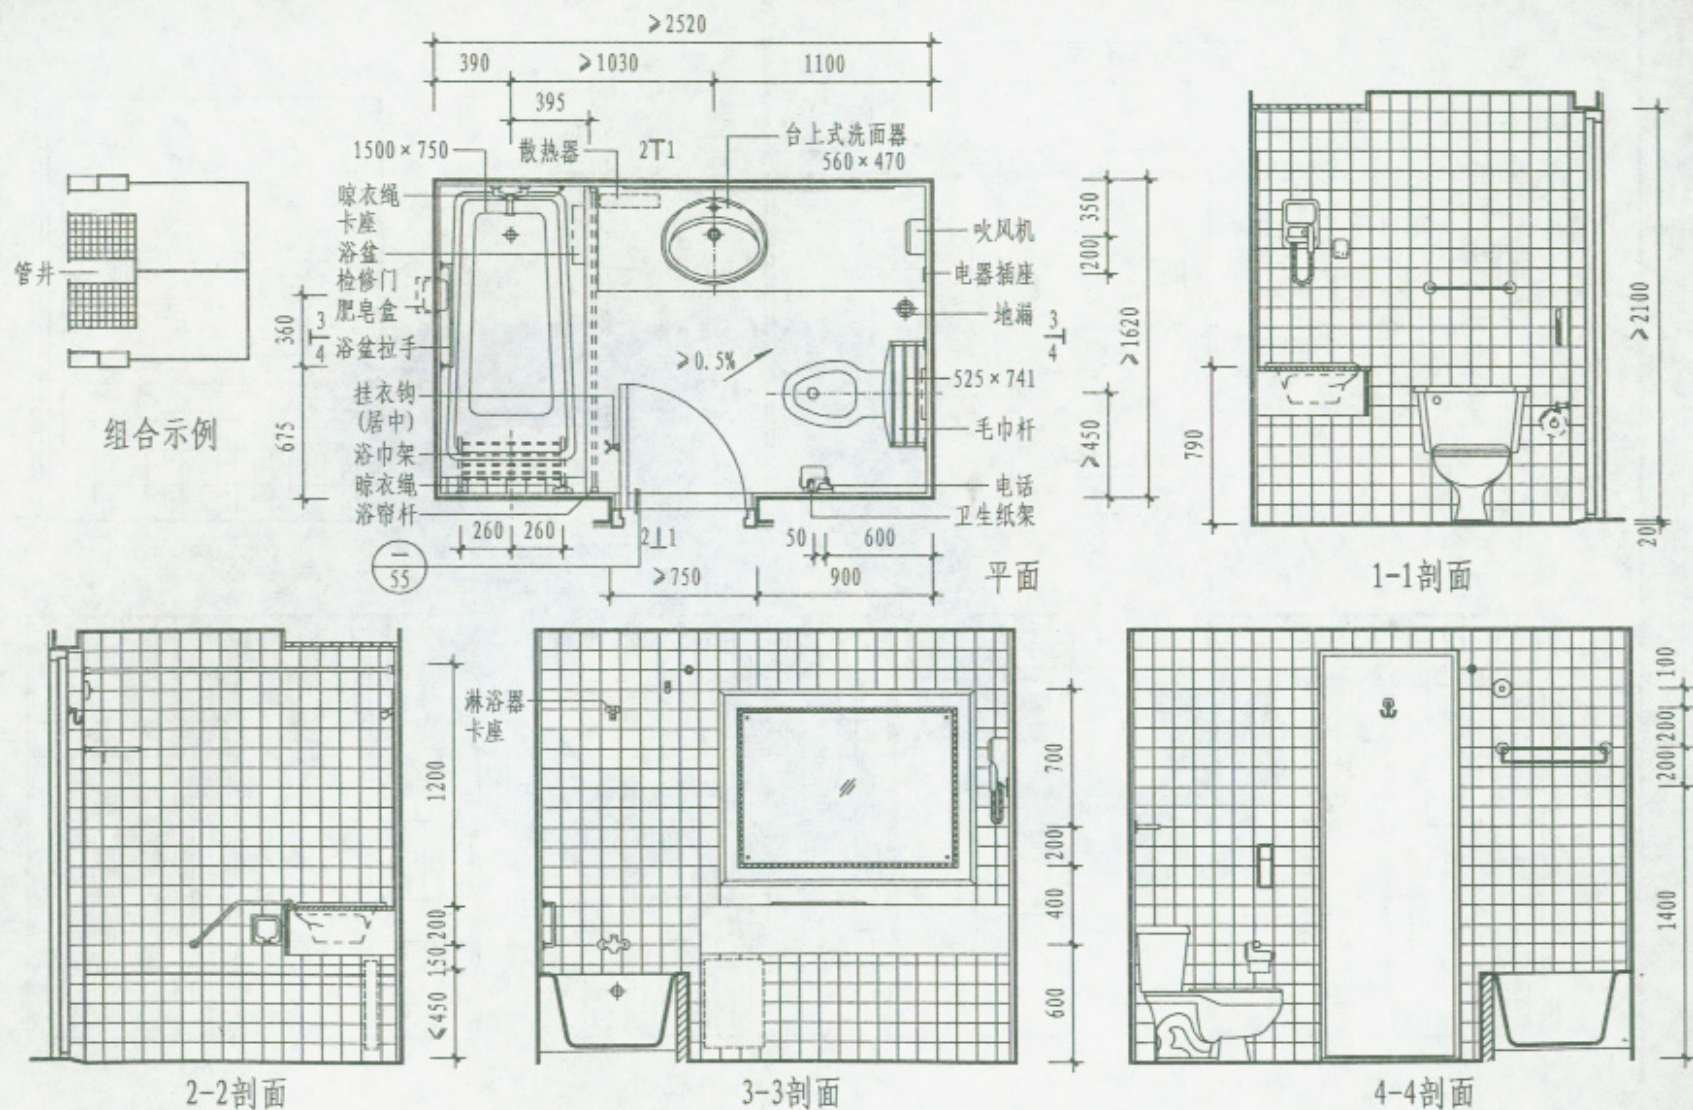 ≥2520
390
≥1030
1100
395
1500×750
散热器
2
1
台上式洗面器
560×470
晾衣绳
卡座
浴盆
检修门
肥皂盒
浴盆拉手
挂衣钩
(居中)
浴巾架
晾衣绳
浴帘杆
吹风机
电器插座
地漏
525×741
毛巾杆
电话
卫生纸架
≥0.5%
360
675
3
4
3
4
350
200
≥450
≥1620
260
260
2
1
50
600
≥750
900
一
55
平面
管井
组合示例
≥2100
790
20
1-1剖面
1200
200
150
≤450
2-2剖面
淋浴器
卡座
700
200
400
600
3-3剖面
100
200
200
1400
4-4剖面